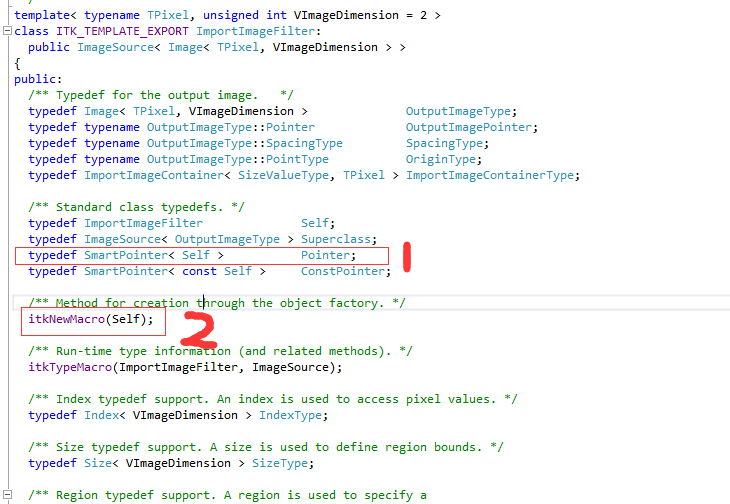 */
template< typename TPixel, unsigned int VImageDimension = 2 >
class ITK_TEMPLATE_EXPORT ImportImageFilter:
public ImageSource< Image< TPixel, VImageDimension > >
{
public:
/** Typedef for the output image. */
typedef Image< TPixel, VImageDimension > OutputImageType;
typedef typename OutputImageType::Pointer OutputImagePointer;
typedef typename OutputImageType::SpacingType SpacingType;
typedef typename OutputImageType::PointType OriginType;
typedef ImportImageContainer< SizeValueType, TPixel > ImportImageContainerType;
/** Standard class typedefs. */
typedef ImportImageFilter Self;
typedef ImageSource< OutputImageType > Superclass;
typedef SmartPointer< Self > Pointer; 1
typedef SmartPointer< const Self > ConstPointer;
/** Method for creation through the object factory. */
itkNewMacro(Self); 2
/** Run-time type information (and related methods). */
itkTypeMacro(ImportImageFilter, ImageSource);
/** Index typedef support. An index is used to access pixel values. */
typedef Index< VImageDimension > IndexType;
/** Size typedef support. A size is used to define region bounds. */
typedef Size< VImageDimension > SizeType;
/** Region typedef support. A region is used to specify a